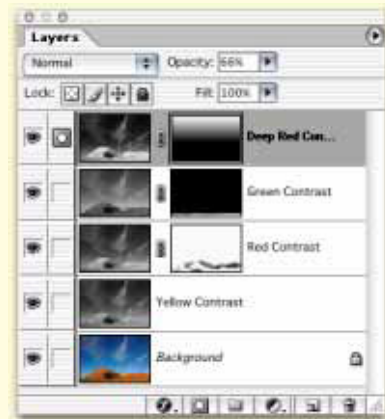 Layers
Normal Opacity: 66%
Lock: Fill: 100%
Deep Red Con...
Green Contrast
Red Contrast
Yellow Contrast
Background